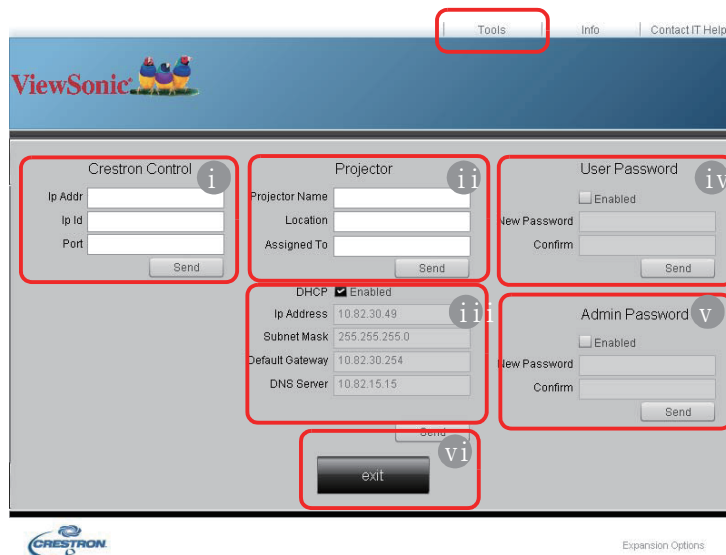 Tools
Info
Contact IT Help
ViewSonic
Crestron Control
i
Ip Addr
Ip Id
Port
Send
Projector
ii
Projector Name
Location
Assigned To
Send
DHCP Enabled
iii
Ip Address 10.82.30.49
Subnet Mask 255.255.255.0
Default Gateway 10.82.30.254
DNS Server 10.82.15.15
Send
User Password
iv
Enabled
New Password
Confirm
Send
Admin Password
v
Enabled
New Password
Confirm
Send
vi
exit
CRESTRON
Expansion Options